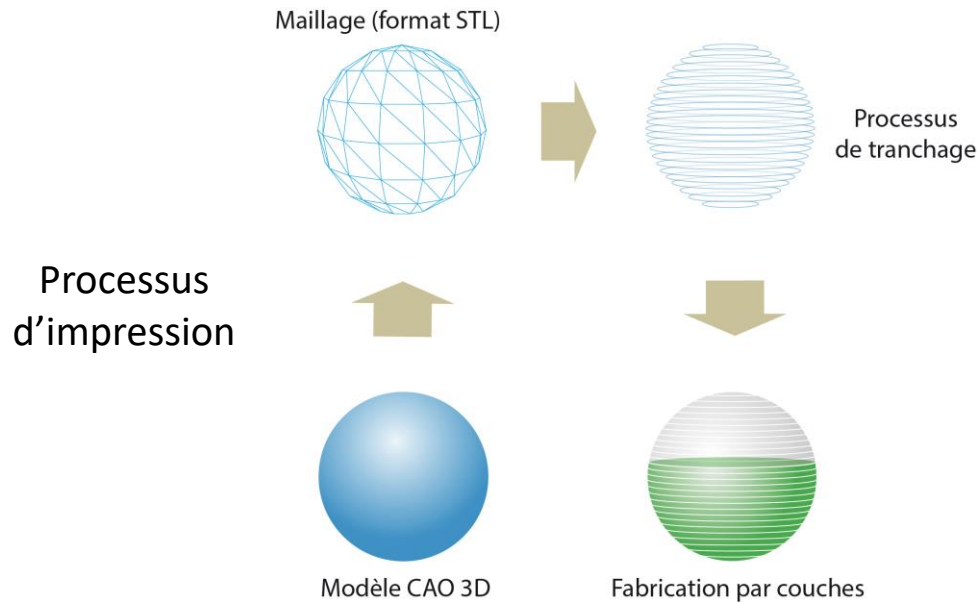 Maillage (format STL)
Processus
de tranchage
Processus
d’impression
Modèle CAO 3D
Fabrication par couches